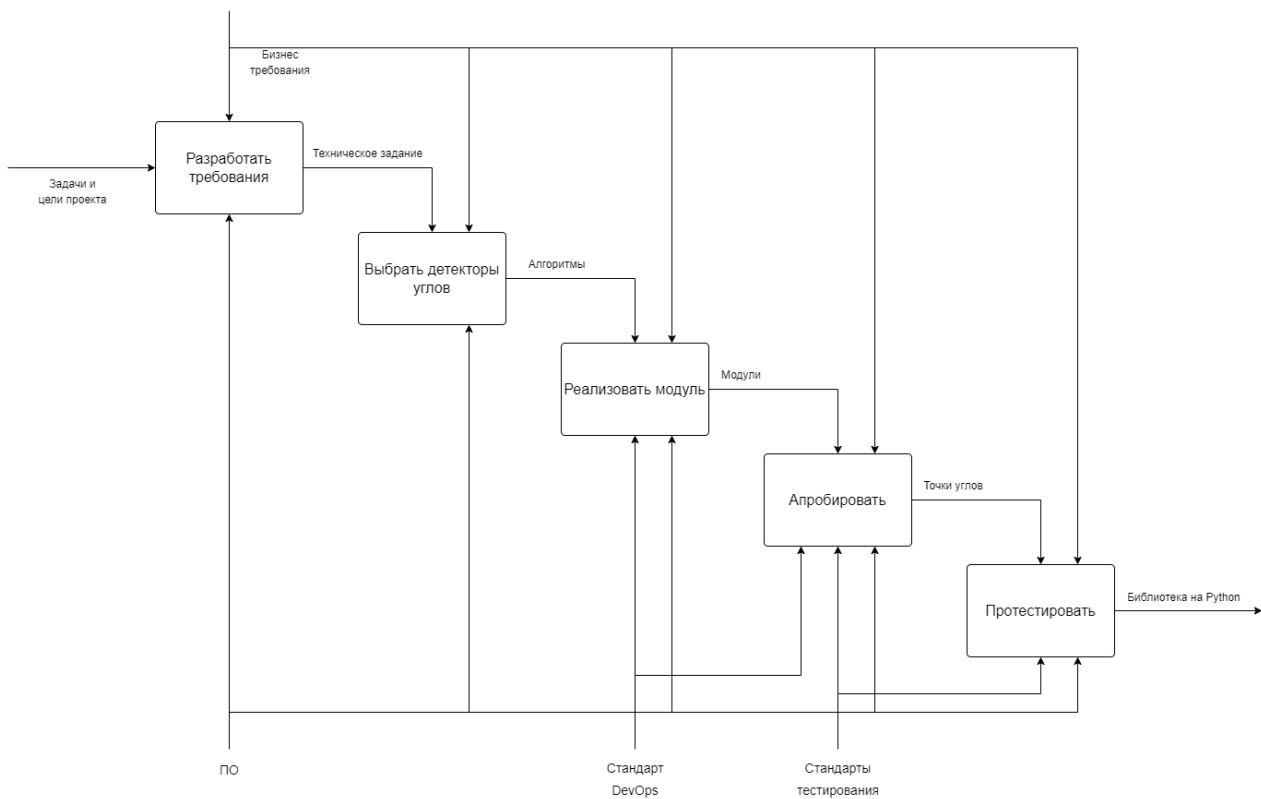 Бизнес
требования
Разработать
требования
Техническое задание
Задачи и
цели проекта
Выбрать детекторы
углов
Алгоритмы
Реализовать модуль
Модули
Апробировать
Точки углов
Протестировать
Библиотека на Python
ПО
Стандарт
DevOps
Стандарты
тестирования